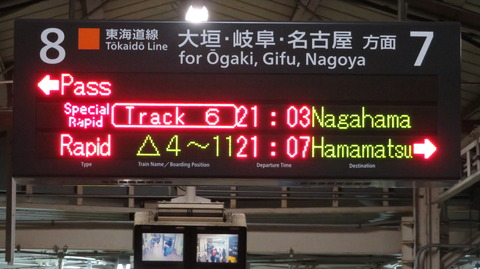 8 東海道線 大垣・岐阜・名古屋 方面 7
Tōkaidō Line for Ōgaki, Gifu, Nagoya
←Pass
Special Rapid Track 6 21:03 Nagahama
Rapid △4～11 21:07 Hamamatsu→
Type Train Name／Boarding Position Departure Time Destination